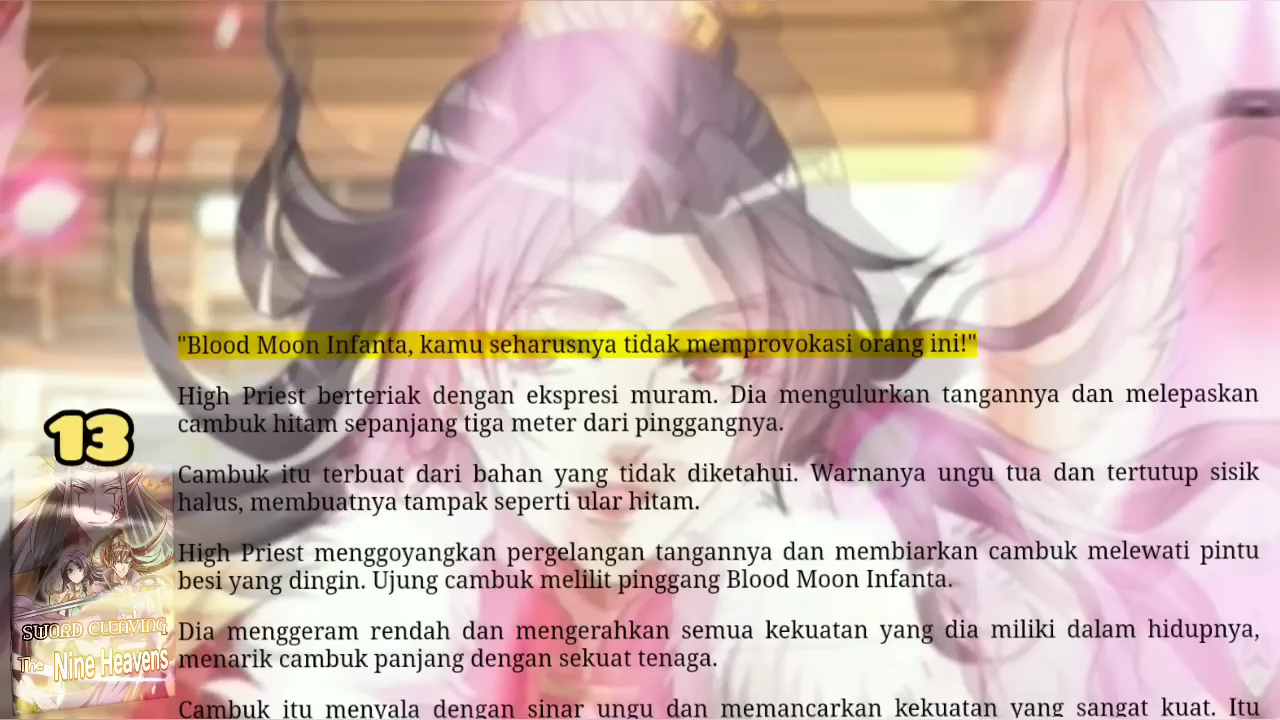 "Blood Moon Infanta, kamu seharusnya tidak memprovokasi orang ini!"
High Priest berteriak dengan ekspresi muram. Dia mengulurkan tangannya dan melepaskan
cambuk hitam sepanjang tiga meter dari pinggangnya.
Cambuk itu terbuat dari bahan yang tidak diketahui. Warnanya ungu tua dan tertutup sisik
halus, membuatnya tampak seperti ular hitam.
High Priest menggoyangkan pergelangan tangannya dan membiarkan cambuk melewati pintu
besi yang dingin. Ujung cambuk melilit pinggang Blood Moon Infanta.
Dia menggeram rendah dan mengerahkan semua kekuatan yang dia miliki dalam hidupnya,
menarik cambuk panjang dengan sekuat tenaga.
Cambuk itu menyala dengan sinar ungu dan memancarkan kekuatan yang sangat kuat. Itu
13
SWORD CLEAVING
The Nine Heavens